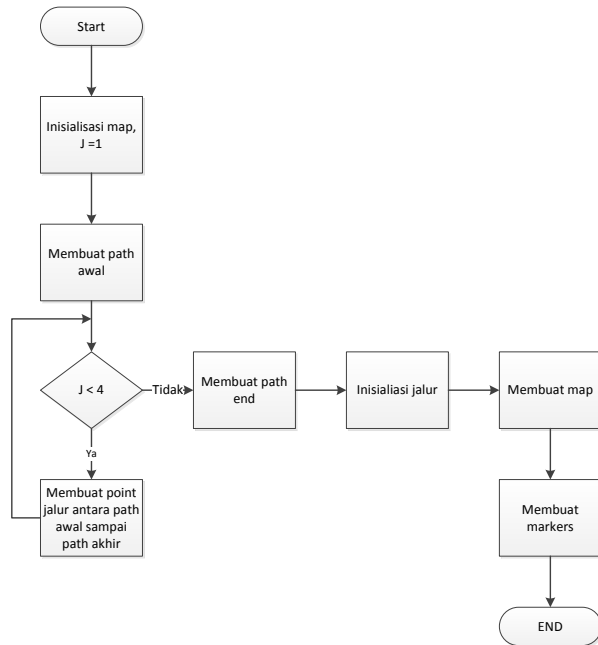 Start
Inisialisasi map,
J =1
Membuat path
awal
J < 4
Tidak
Membuat path
end
Inisialiasi jalur
Membuat map
Ya
Membuat point
jalur antara path
awal sampai
path akhir
Membuat
markers
END